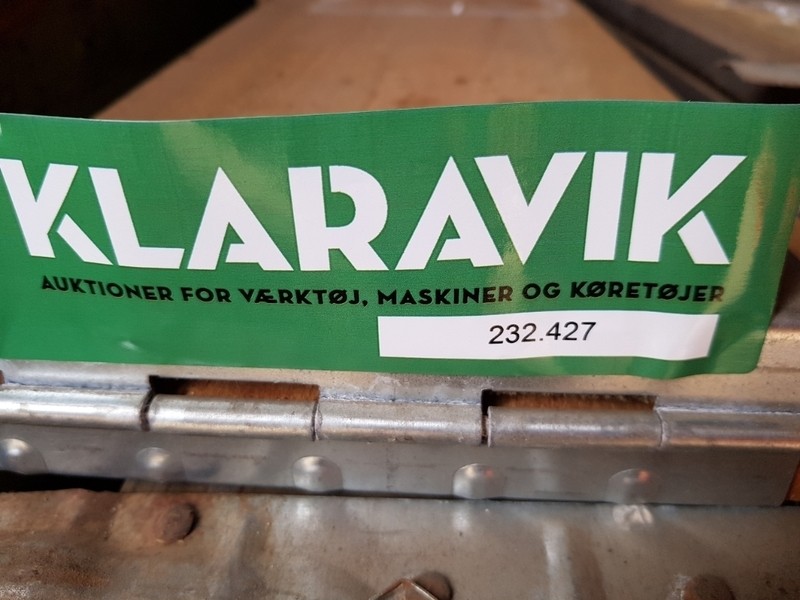 KLARAVIK
AUKTIONER FOR VÆRKTØJ, MASKINER OG KØRETØJER
232.427